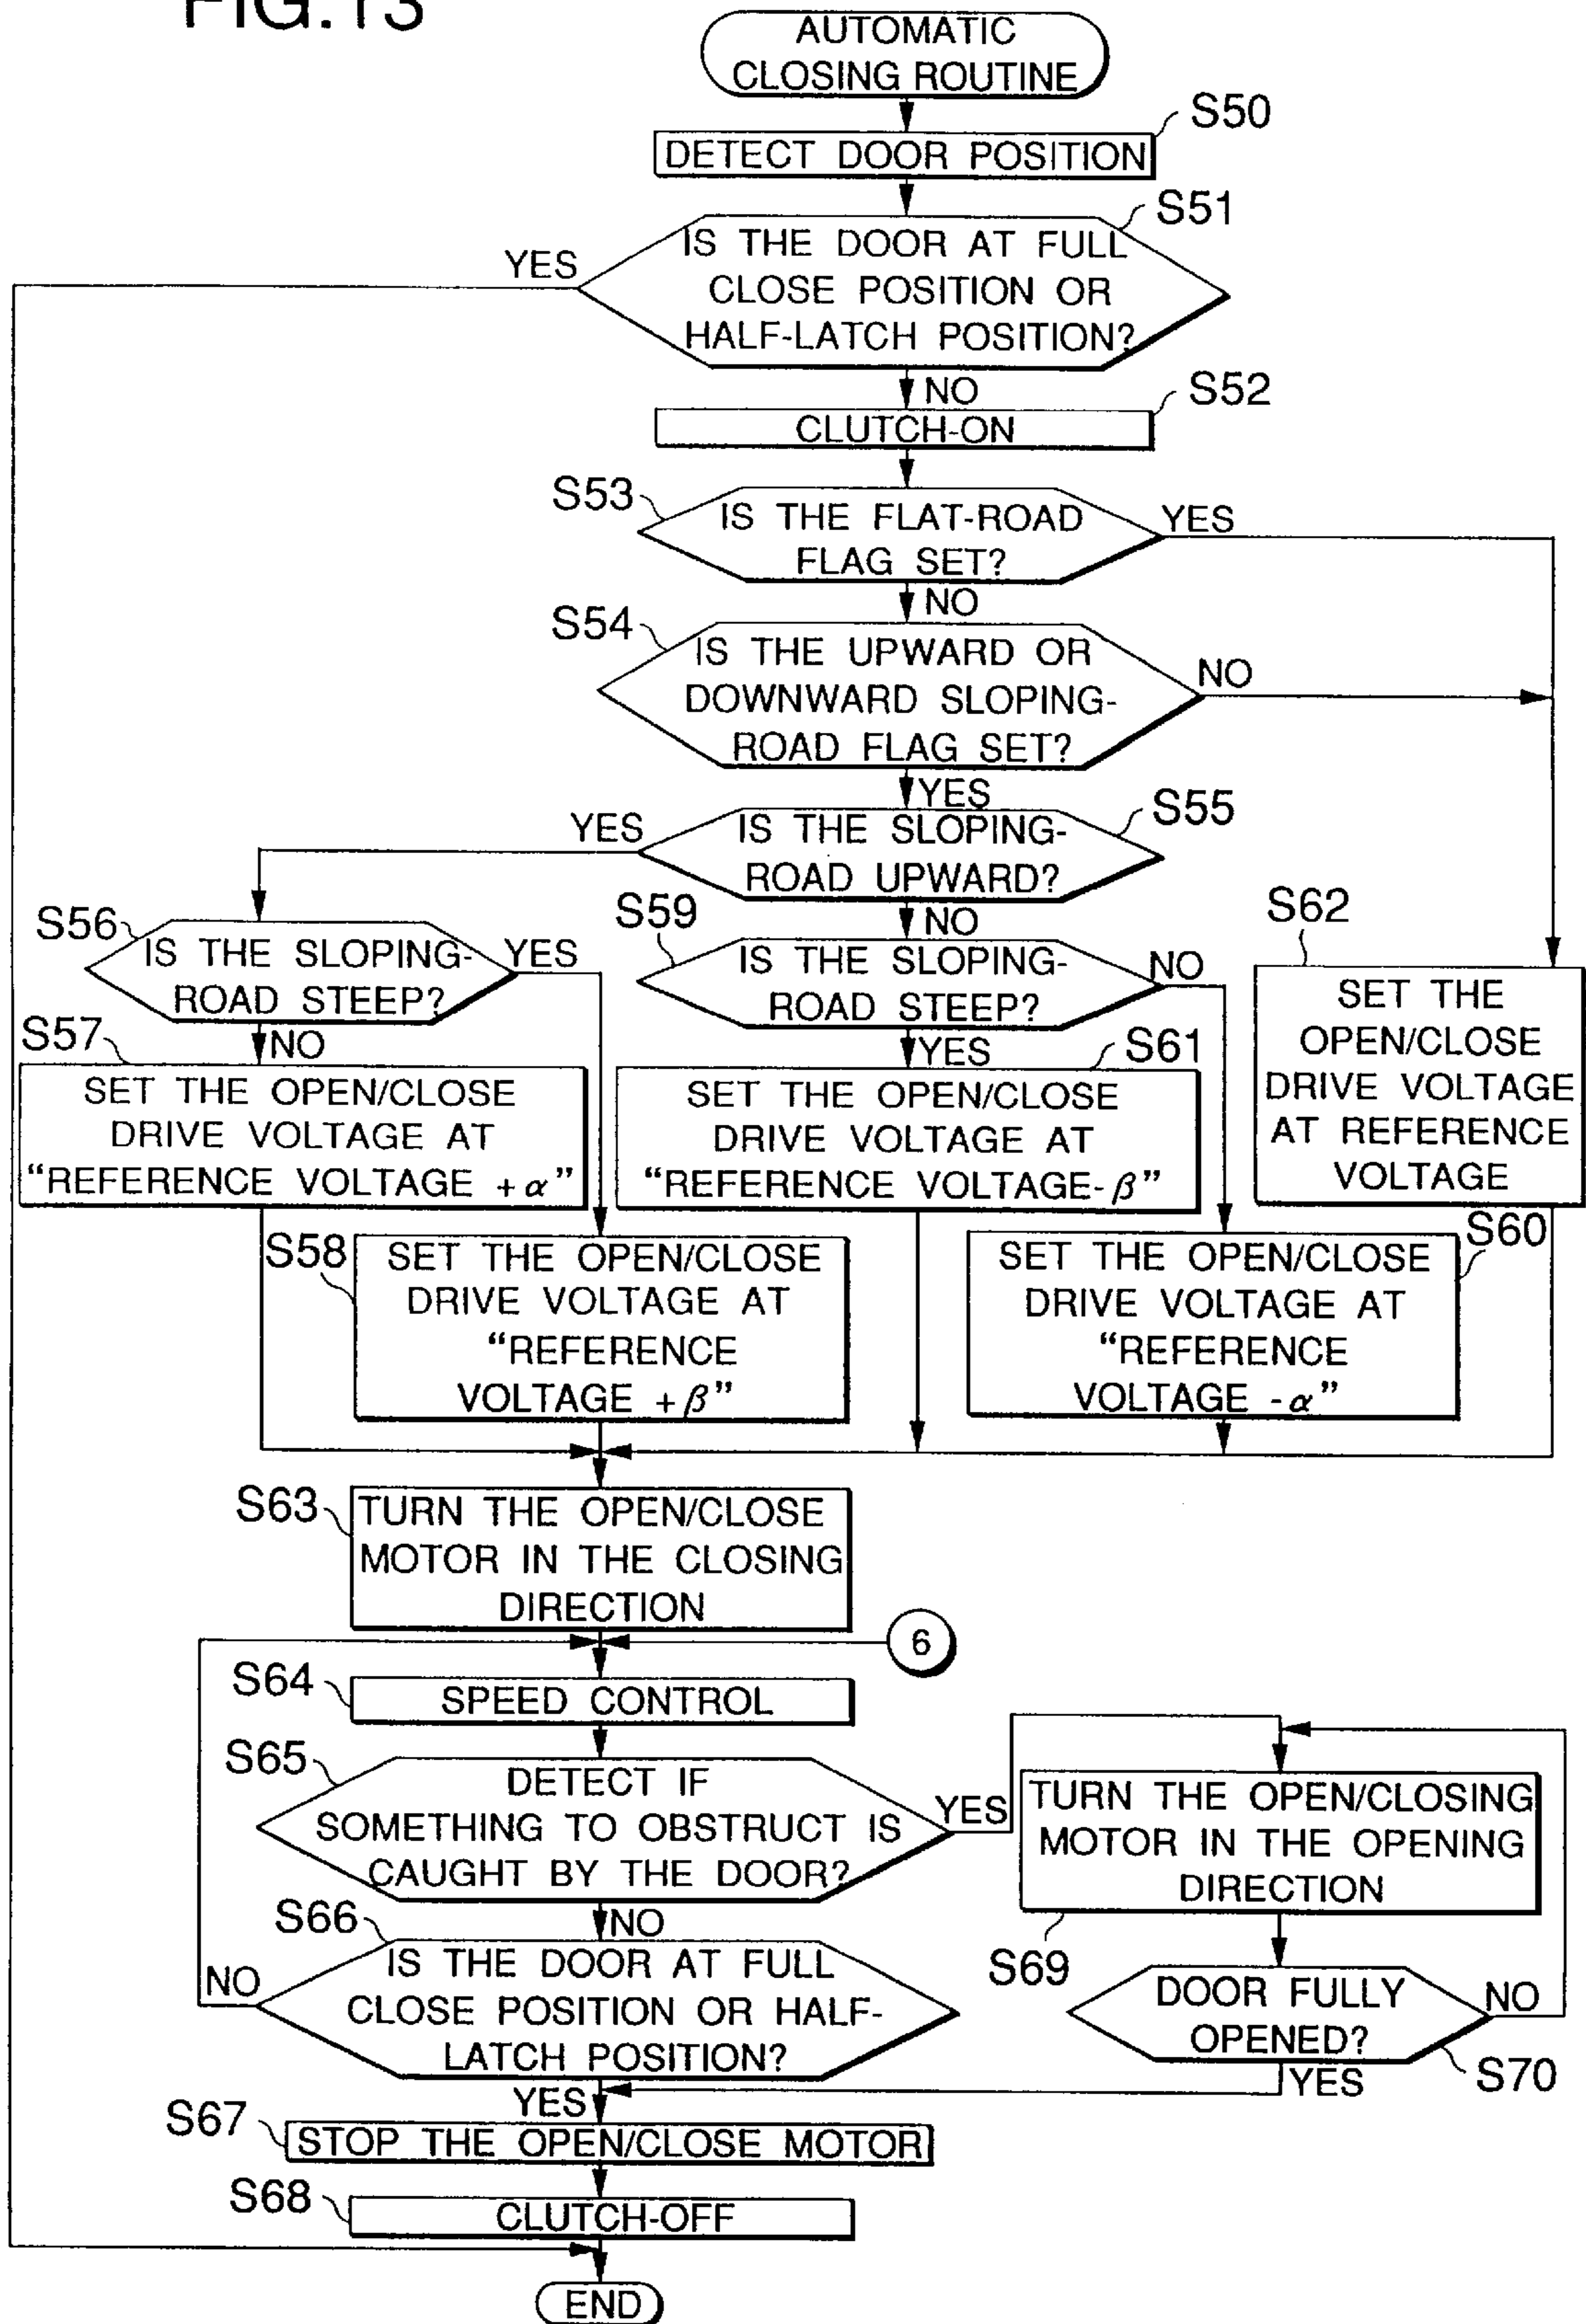 FIG.13
AUTOMATIC
CLOSING ROUTINE
S50
DETECT DOOR POSITION
S51
IS THE DOOR AT FULL
CLOSE POSITION OR
HALF-LATCH POSITION?
YES
NO
S52
CLUTCH-ON
S53
IS THE FLAT-ROAD
FLAG SET?
YES
NO
S54
IS THE UPWARD OR
DOWNWARD SLOPING-
ROAD FLAG SET?
NO
YES
S55
IS THE SLOPING-
ROAD UPWARD?
YES
NO
S56
IS THE SLOPING-
ROAD STEEP?
YES
NO
S59
IS THE SLOPING-
ROAD STEEP?
NO
YES
S62
SET THE
OPEN/CLOSE
DRIVE VOLTAGE
AT REFERENCE
VOLTAGE
S57
SET THE OPEN/CLOSE
DRIVE VOLTAGE AT
“REFERENCE VOLTAGE +α”
S61
SET THE OPEN/CLOSE
DRIVE VOLTAGE AT
“REFERENCE VOLTAGE-β”
S58
SET THE OPEN/CLOSE
DRIVE VOLTAGE AT
“REFERENCE
VOLTAGE +β”
S60
SET THE OPEN/CLOSE
DRIVE VOLTAGE AT
“REFERENCE
VOLTAGE -α”
S63
TURN THE OPEN/CLOSE
MOTOR IN THE CLOSING
DIRECTION
6
S64
SPEED CONTROL
S65
DETECT IF
SOMETHING TO OBSTRUCT IS
CAUGHT BY THE DOOR?
YES
NO
S69
TURN THE OPEN/CLOSING
MOTOR IN THE OPENING
DIRECTION
S66
IS THE DOOR AT FULL
CLOSE POSITION OR HALF-
LATCH POSITION?
NO
YES
DOOR FULLY
OPENED?
NO
YES
S70
S67
STOP THE OPEN/CLOSE MOTOR
S68
CLUTCH-OFF
END